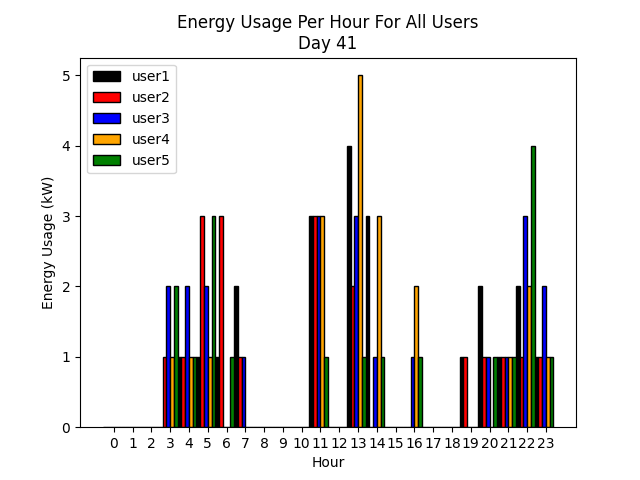 Energy Usage Per Hour For All Users
Day 41
user1
user2
user3
user4
user5
Energy Usage (kW)
5
4
3
2
1
0
0 1 2 3 4 5 6 7 8 9 10 11 12 13 14 15 16 17 18 19 20 21 22 23
Hour